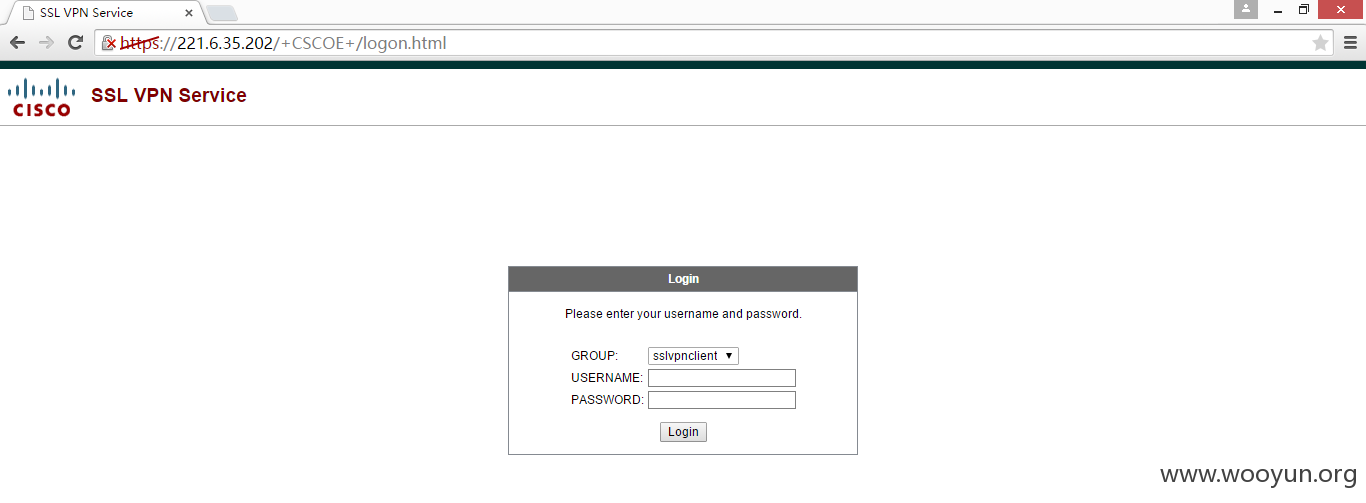 SSL VPN Service
https://221.6.35.202/+CSCOE+/logon.html
CISCO SSL VPN Service
Login
Please enter your username and password.
GROUP: sslvpnclient
USERNAME:
PASSWORD:
Login
www.wooyun.org